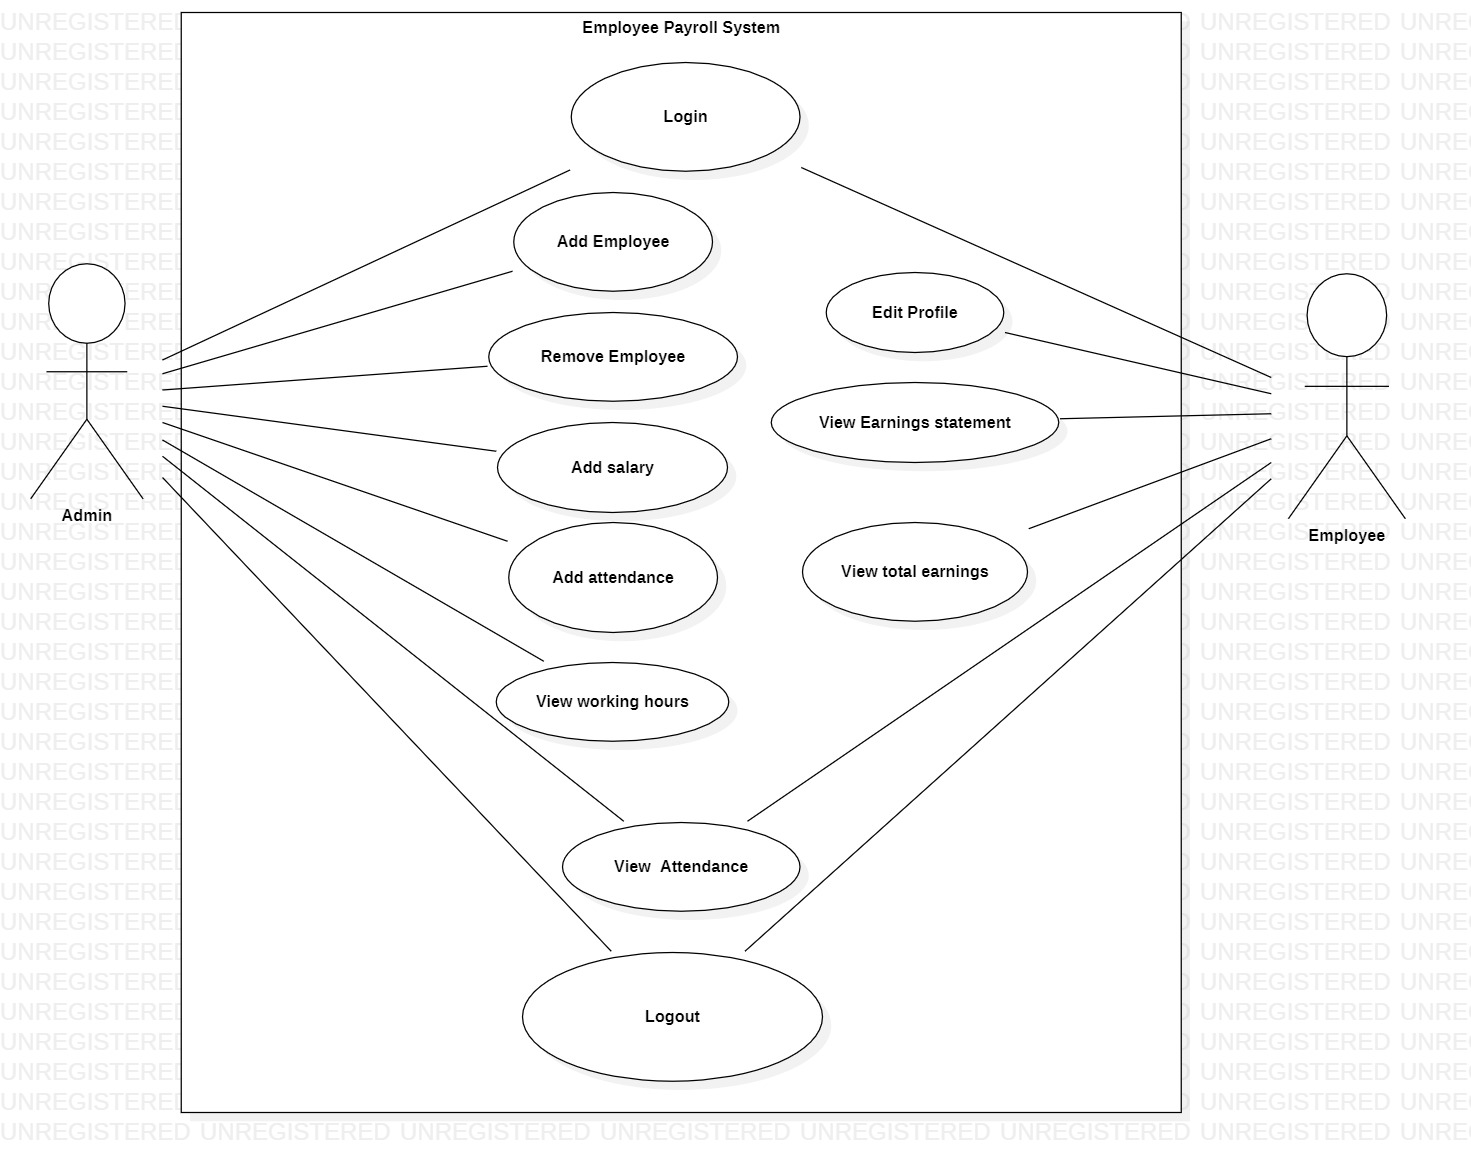 Employee Payroll System
Login
Add Employee
Edit Profile
Remove Employee
View Earnings statement
Add salary
Admin
Employee
Add attendance
View total earnings
View working hours
View  Attendance
Logout
UNREGISTERED UNREGISTERED UNREGISTERED UNREGISTERED UNREGISTERED UNREGISTERED UNREGISTERED UNRE